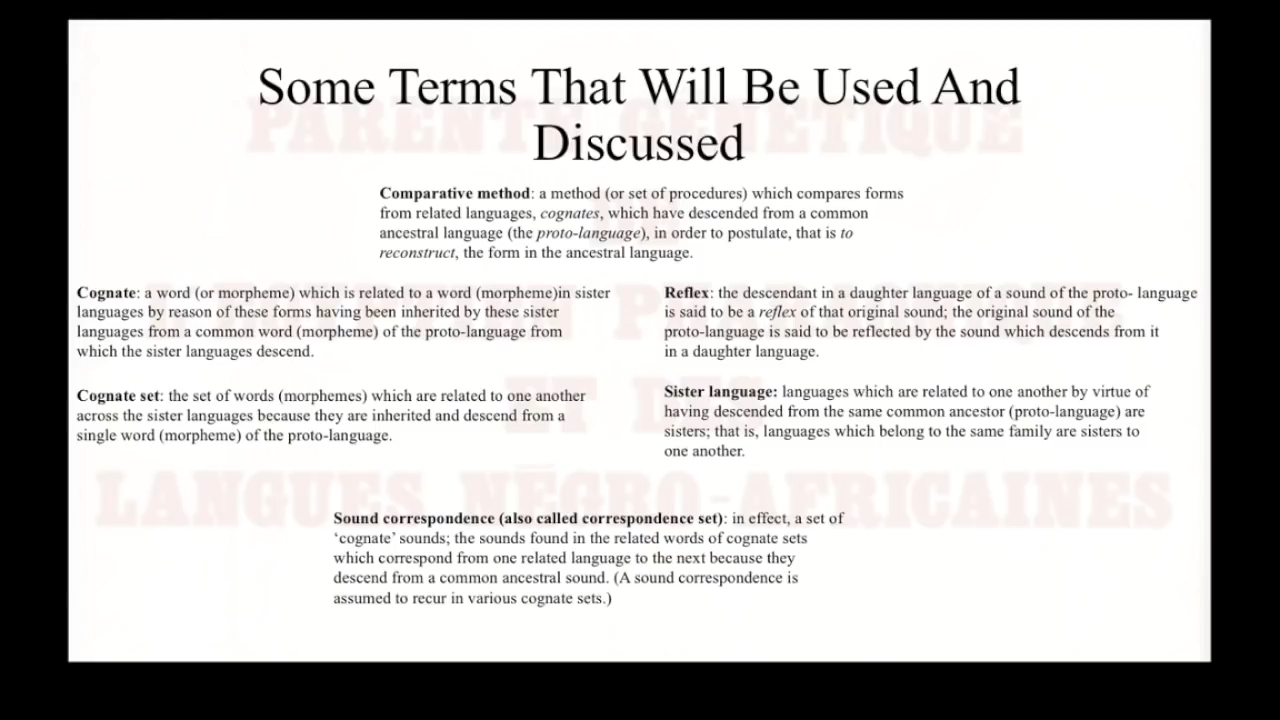 Some Terms That Will Be Used And
Discussed
Comparative method: a method (or set of procedures) which compares forms
from related languages, cognates, which have descended from a common
ancestral language (the proto-language), in order to postulate, that is to
reconstruct, the form in the ancestral language.
Cognate: a word (or morpheme) which is related to a word (morpheme)in sister
languages by reason of these forms having been inherited by these sister
languages from a common word (morpheme) of the proto-language from
which the sister languages descend.
Cognate set: the set of words (morphemes) which are related to one another
across the sister languages because they are inherited and descend from a
single word (morpheme) of the proto-language.
Reflex: the descendant in a daughter language of a sound of the proto- language
is said to be a reflex of that original sound; the original sound of the
proto-language is said to be reflected by the sound which descends from it
in a daughter language.
Sister language: languages which are related to one another by virtue of
having descended from the same common ancestor (proto-language) are
sisters; that is, languages which belong to the same family are sisters to
one another.
Sound correspondence (also called correspondence set): in effect, a set of
‘cognate’ sounds; the sounds found in the related words of cognate sets
which correspond from one related language to the next because they
descend from a common ancestral sound. (A sound correspondence is
assumed to recur in various cognate sets.)
PARENTÉ GÉNÉTIQUE
ET DES
LANGUES NÉGRO-AFRICAINES